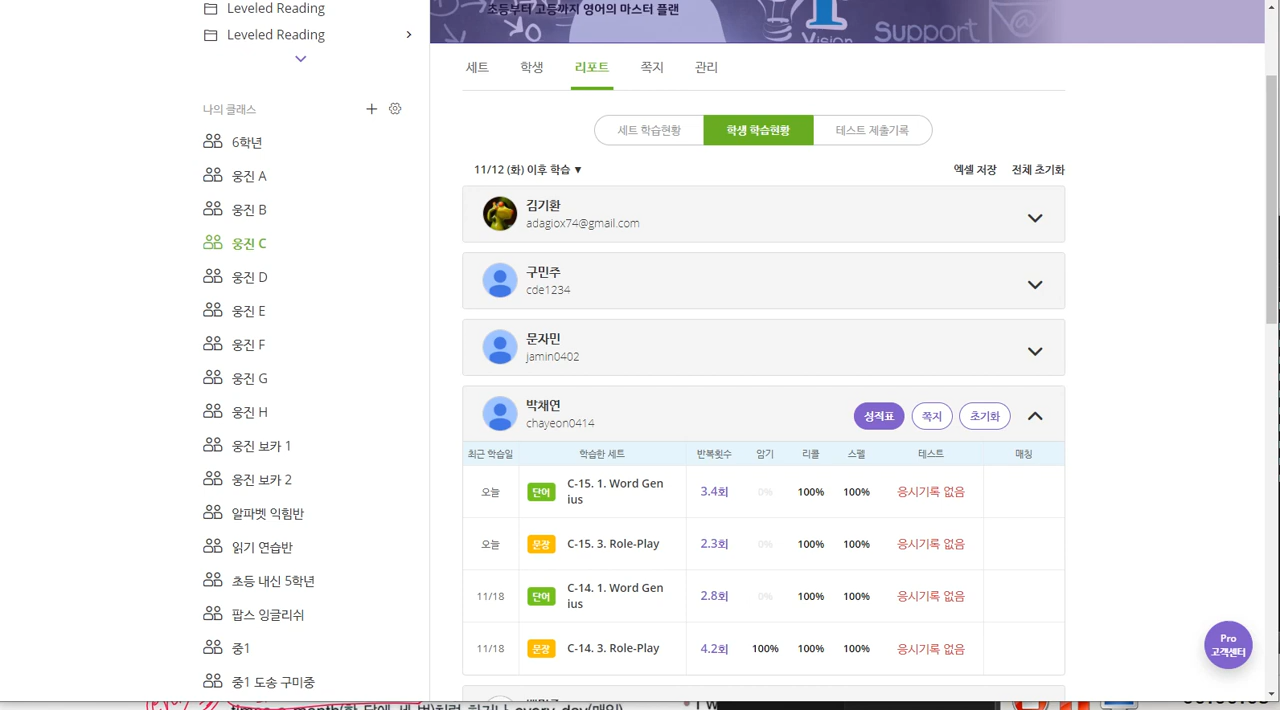 Leveled Reading
Leveled Reading
나의 클래스
6학년
웅진 A
웅진 B
웅진 C
웅진 D
웅진 E
웅진 F
웅진 G
웅진 H
웅진 보카 1
웅진 보카 2
알파벳 익힘반
읽기 연습반
초등 내신 5학년
팝스 잉글리쉬
중1
중1 도송 구미중
초등부터 고등까지 영어의 마스터 플랜
Vision
Support
세트 학생 리포트 쪽지 관리
세트 학습현황 학생 학습현황 테스트 제출기록
11/12 (화) 이후 학습 ▼ 엑셀 저장 전체 초기화
김기환
adagiox74@gmail.com
구민주
cde1234
문자민
jamin0402
박채연
chayeon0414
성적표 쪽지 초기화
최근 학습일 학습한 세트 반복횟수 암기 리콜 스펠 테스트 매칭
오늘 단어 C-15. 1. Word Gen
ius 3.4회 0% 100% 100% 응시기록 없음
오늘 문장 C-15. 3. Role-Play 2.3회 0% 100% 100% 응시기록 없음
11/18 단어 C-14. 1. Word Gen
ius 2.8회 0% 100% 100% 응시기록 없음
11/18 문장 C-14. 3. Role-Play 4.2회 100% 100% 100% 응시기록 없음
Pro
고객센터